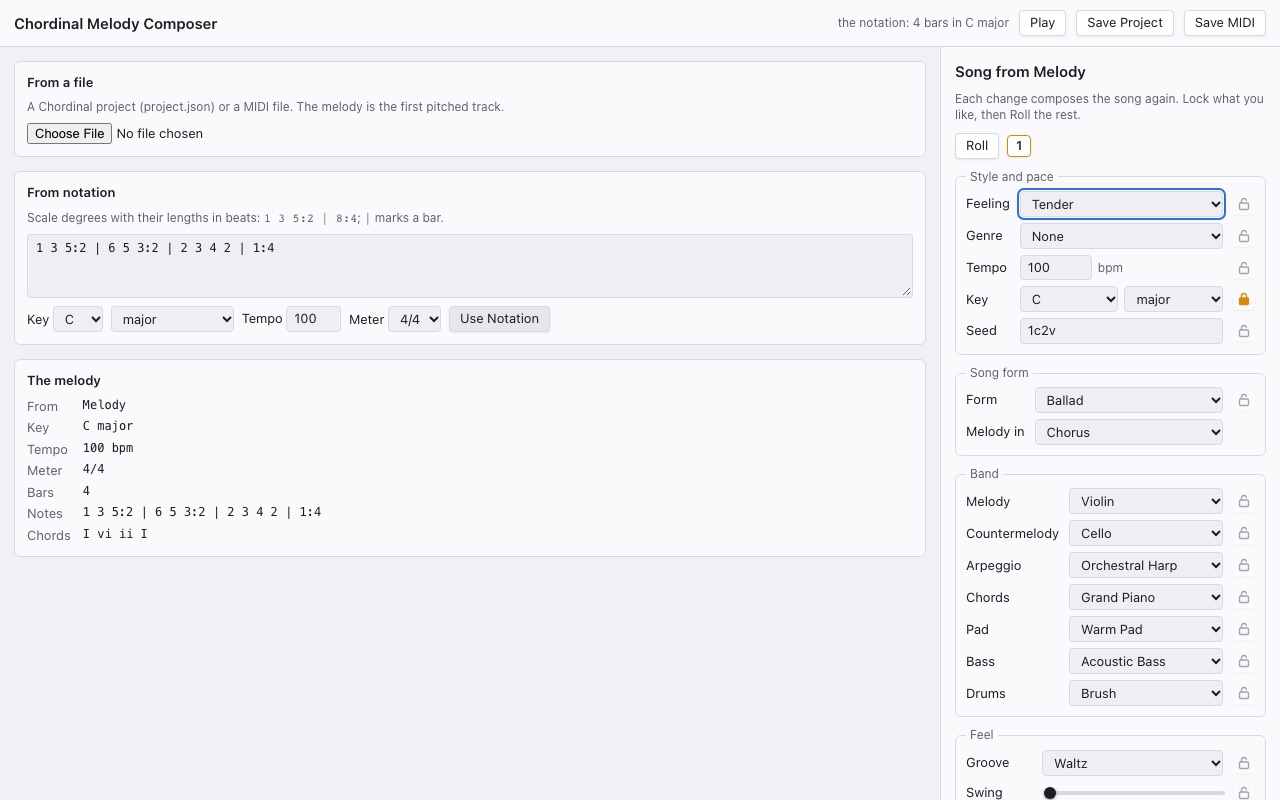 Chordinal Melody Composer
the notation: 4 bars in C major
Play
Save Project
Save MIDI
From a file
A Chordinal project (project.json) or a MIDI file. The melody is the first pitched track.
Choose File No file chosen
From notation
Scale degrees with their lengths in beats: 1 3 5:2 | 8:4; | marks a bar.
1 3 5:2 | 6 5 3:2 | 2 3 4 2 | 1:4
Key C major Tempo 100 Meter 4/4 Use Notation
The melody
From Melody
Key C major
Tempo 100 bpm
Meter 4/4
Bars 4
Notes 1 3 5:2 | 6 5 3:2 | 2 3 4 2 | 1:4
Chords I vi ii I
Song from Melody
Each change composes the song again. Lock what you
like, then Roll the rest.
Roll 1
Style and pace
Feeling Tender
Genre None
Tempo 100 bpm
Key C major
Seed 1c2v
Song form
Form Ballad
Melody in Chorus
Band
Melody Violin
Countermelody Cello
Arpeggio Orchestral Harp
Chords Grand Piano
Pad Warm Pad
Bass Acoustic Bass
Drums Brush
Feel
Groove Waltz
Swing